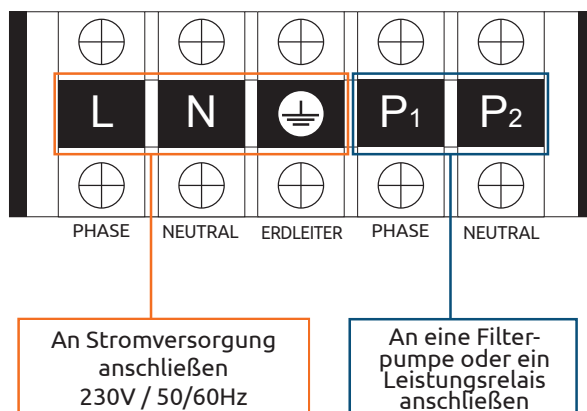 L N P1 P2
PHASE NEUTRAL ERDLEITER PHASE NEUTRAL
An Stromversorgung
anschließen
230V / 50/60Hz
An eine Filter-
pumpe oder ein
Leistungsrelais
anschließen